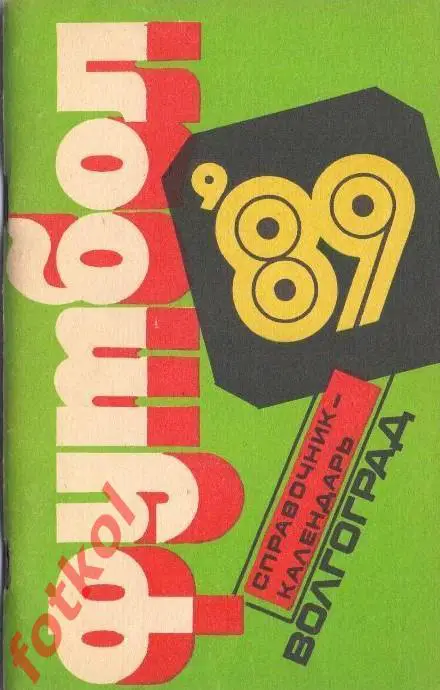 футбол
'89
СПРАВОЧНИК-
КАЛЕНДАРЬ
ВОЛГОГРАД
fotkol